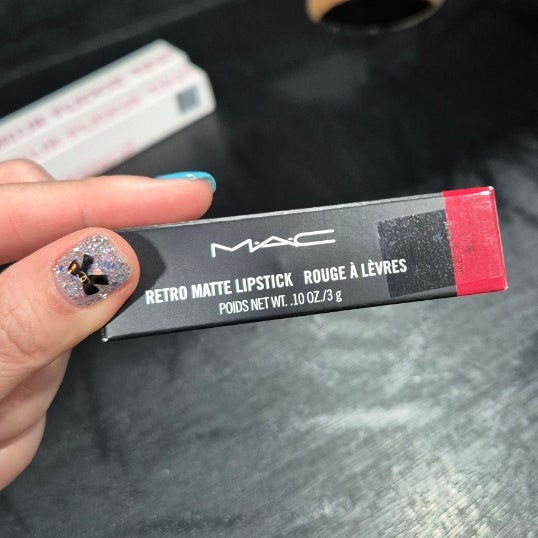 M·A·C
RETRO MATTE LIPSTICK ROUGE À LÈVRES
POIDS NET WT. .10 OZ./3 g